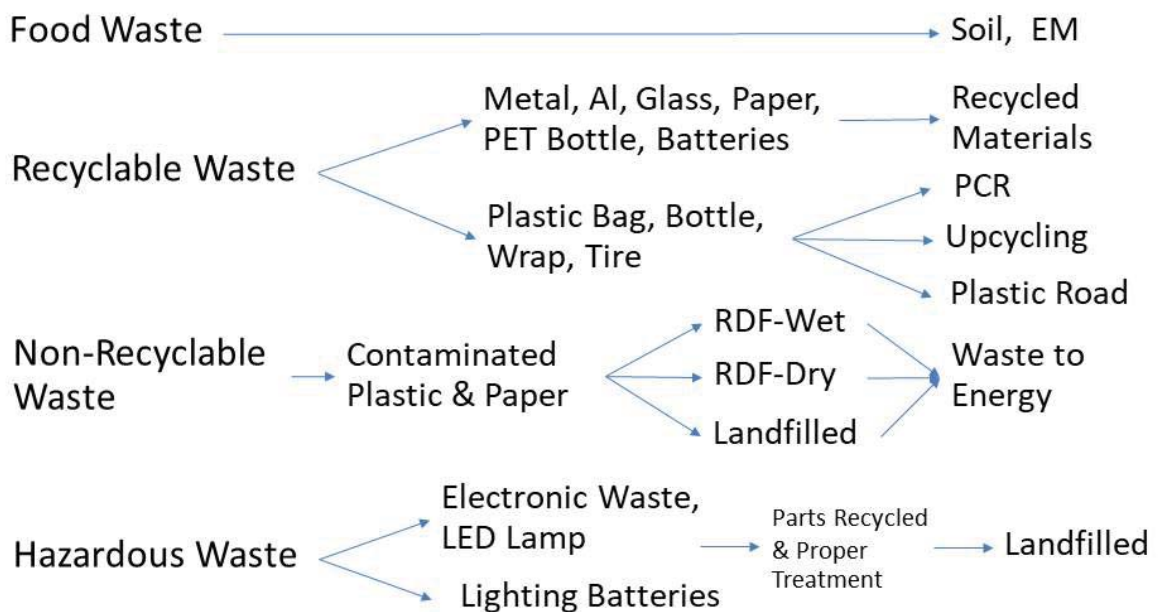 Food Waste
Soil, EM
Metal, Al, Glass, Paper,
PET Bottle, Batteries
Recycled
Materials
Recyclable Waste
Plastic Bag, Bottle,
Wrap, Tire
PCR
Upcycling
Plastic Road
Non-Recyclable
Waste
Contaminated
Plastic & Paper
RDF-Wet
RDF-Dry
Landfilled
Waste to
Energy
Hazardous Waste
Electronic Waste,
LED Lamp
Lighting Batteries
Parts Recycled
& Proper
Treatment
Landfilled